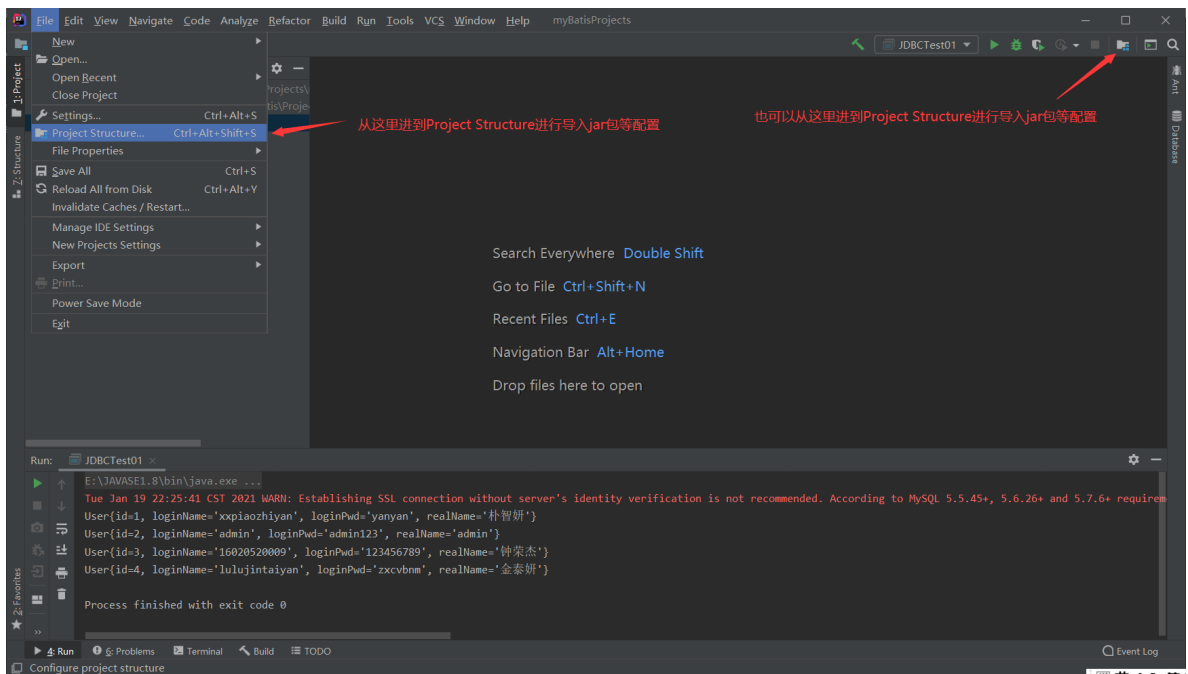 File Edit View Navigate Code Analyze Refactor Build Run Tools VCS Window Help myBatisProjects
JDBCTest01
New
Open...
Open Recent
Close Project
Settings... Ctrl+Alt+S
Project Structure... Ctrl+Alt+Shift+S
File Properties
Save All Ctrl+S
Reload All from Disk Ctrl+Alt+Y
Invalidate Caches / Restart...
Manage IDE Settings
New Projects Settings
Export
Print...
Power Save Mode
Exit
1: Project
7: Structure
2: Favorites
从这里进到Project Structure进行导入jar包等配置
也可以从这里进到Project Structure进行导入jar包等配置
Ant
Database
Search Everywhere Double Shift
Go to File Ctrl+Shift+N
Recent Files Ctrl+E
Navigation Bar Alt+Home
Drop files here to open
Run: JDBCTest01
E:\JAVASE1.8\bin\java.exe ...
Tue Jan 19 22:25:41 CST 2021 WARN: Establishing SSL connection without server's identity verification is not recommended. According to MySQL 5.5.45+, 5.6.26+ and 5.7.6+ requirem
User{id=1, loginName='xxpiaozhiyan', loginPwd='yanyan', realName='朴智妍'}
User{id=2, loginName='admin', loginPwd='admin123', realName='admin'}
User{id=3, loginName='16020520009', loginPwd='123456789', realName='钟荣杰'}
User{id=4, loginName='lulujintaiyan', loginPwd='zxcvbnm', realName='金泰妍'}
Process finished with exit code 0
4: Run 6: Problems Terminal Build TODO Event Log
Configure project structure